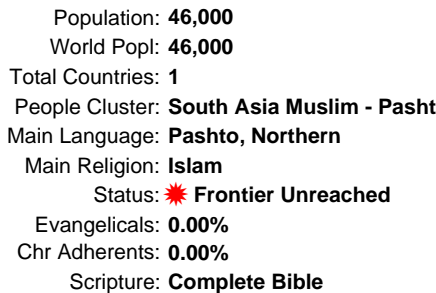 Population: 46,000
World Popl: 46,000
Total Countries: 1
People Cluster: South Asia Muslim - Pasht
Main Language: Pashto, Northern
Main Religion: Islam
Status: Frontier Unreached
Evangelicals: 0.00%
Chr Adherents: 0.00%
Scripture: Complete Bible